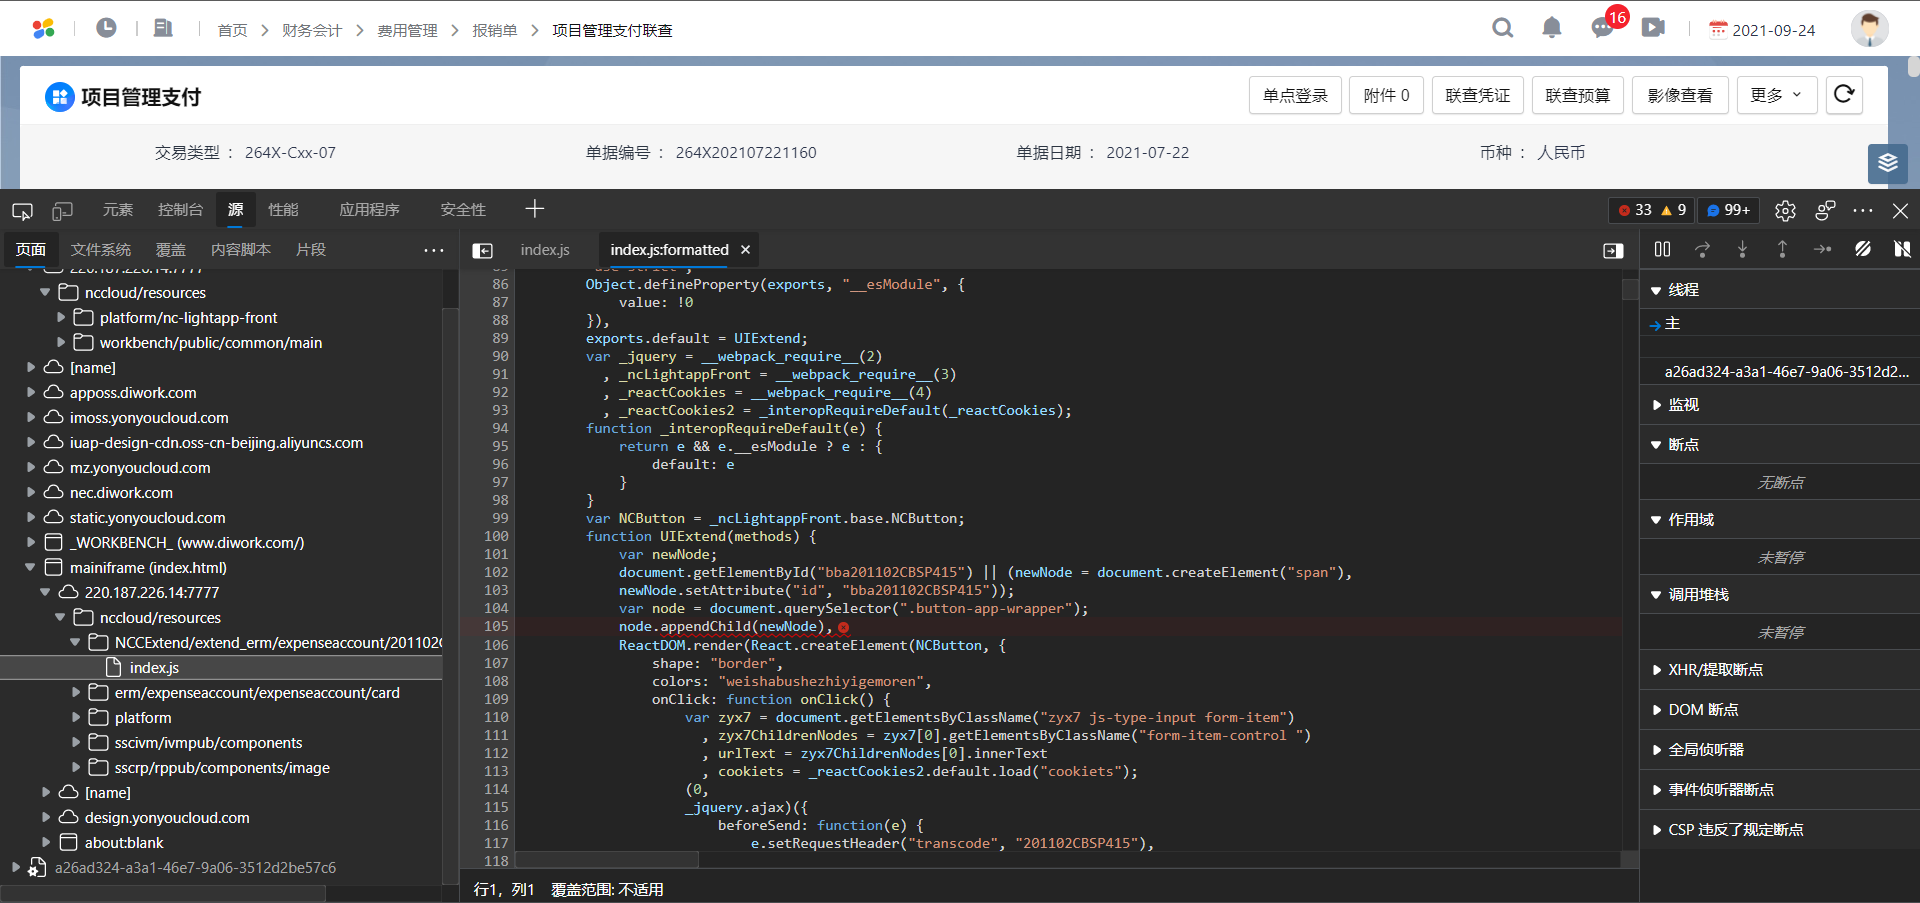 首页 > 财务会计 > 费用管理 > 报销单 > 项目管理支付联查
16
2021-09-24
项目管理支付
单点登录
附件 0
联查凭证
联查预算
影像查看
更多
交易类型 : 264X-Cxx-07
单据编号 : 264X202107221160
单据日期 : 2021-07-22
币种 : 人民币
元素
控制台
源
性能
应用程序
安全性
33
9
99+
页面
文件系统
覆盖
内容脚本
片段
index.js
index.js:formatted
220.187.226.14:7777
nccloud/resources
platform/nc-lightapp-front
workbench/public/common/main
[name]
apposs.diwork.com
imoss.yonyoucloud.com
iuap-design-cdn.oss-cn-beijing.aliyuncs.com
mz.yonyoucloud.com
nec.diwork.com
static.yonyoucloud.com
_WORKBENCH_ (www.diwork.com/)
mainiframe (index.html)
220.187.226.14:7777
nccloud/resources
NCCExtend/extend_erm/expenseaccount/201102
index.js
erm/expenseaccount/expenseaccount/card
platform
sscivm/ivmpub/components
sscrp/rppub/components/image
[name]
design.yonyoucloud.com
about:blank
a26ad324-a3a1-46e7-9a06-3512d2be57c6
85 "use strict";
86 Object.defineProperty(exports, "__esModule", {
87 value: !0
88 }),
89 exports.default = UIExtend;
90 var _jquery = __webpack_require__(2)
91 , _ncLightappFront = __webpack_require__(3)
92 , _reactCookies = __webpack_require__(4)
93 , _reactCookies2 = _interopRequireDefault(_reactCookies);
94 function _interopRequireDefault(e) {
95 return e && e.__esModule ? e : {
96 default: e
97 }
98 }
99 var NCButton = _ncLightappFront.base.NCButton;
100 function UIExtend(methods) {
101 var newNode;
102 document.getElementById("bba201102CBSP415") || (newNode = document.createElement("span"),
103 newNode.setAttribute("id", "bba201102CBSP415"));
104 var node = document.querySelector(".button-app-wrapper");
105 node.appendChild(newNode),
106 ReactDOM.render(React.createElement(NCButton, {
107 shape: "border",
108 colors: "weishabushezhiyigemoren",
109 onClick: function onClick() {
110 var zyx7 = document.getElementsByClassName("zyx7 js-type-input form-item")
111 , zyx7ChildrenNodes = zyx7[0].getElementsByClassName("form-item-control ")
112 , urlText = zyx7ChildrenNodes[0].innerText
113 , cookiets = _reactCookies2.default.load("cookiets");
114 (0,
115 _jquery.ajax)({
116 beforeSend: function(e) {
117 e.setRequestHeader("transcode", "201102CBSP415"),
118
行1，列1 覆盖范围: 不适用
线程
主
a26ad324-a3a1-46e7-9a06-3512d2...
监视
断点
无断点
作用域
未暂停
调用堆栈
未暂停
XHR/提取断点
DOM 断点
全局侦听器
事件侦听器断点
CSP 违反了规定断点